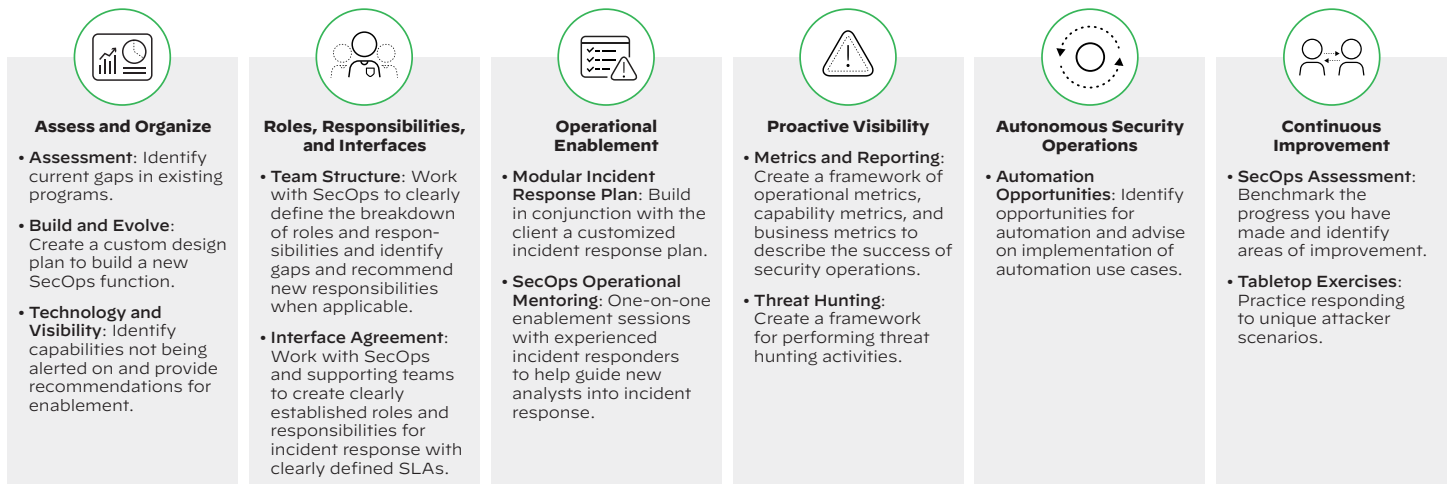 Assess and Organize
• Assessment: Identify
current gaps in existing
programs.
• Build and Evolve:
Create a custom design
plan to build a new
SecOps function.
• Technology and
Visibility: Identify
capabilities not being
alerted on and provide
recommendations for
enablement.
Roles, Responsibilities,
and Interfaces
• Team Structure: Work
with SecOps to clearly
define the breakdown
of roles and respon-
sibilities and identify
gaps and recommend
new responsibilities
when applicable.
• Interface Agreement:
Work with SecOps
and supporting teams
to create clearly
established roles and
responsibilities for
incident response with
clearly defined SLAs.
Operational
Enablement
• Modular Incident
Response Plan: Build
in conjunction with the
client a customized
incident response plan.
• SecOps Operational
Mentoring: One-on-one
enablement sessions
with experienced
incident responders
to help guide new
analysts into incident
response.
Proactive Visibility
• Metrics and Reporting:
Create a framework of
operational metrics,
capability metrics, and
business metrics to
describe the success of
security operations.
• Threat Hunting:
Create a framework
for performing threat
hunting activities.
Autonomous Security
Operations
• Automation
Opportunities: Identify
opportunities for
automation and advise
on implementation of
automation use cases.
Continuous
Improvement
• SecOps Assessment:
Benchmark the
progress you have
made and identify
areas of improvement.
• Tabletop Exercises:
Practice responding
to unique attacker
scenarios.